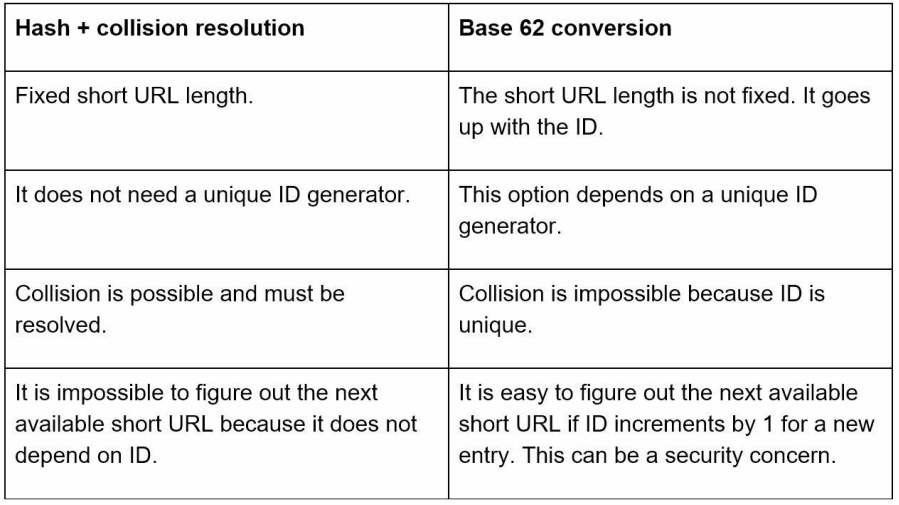 Hash + collision resolution
Base 62 conversion
Fixed short URL length.
The short URL length is not fixed. It goes
up with the ID.
It does not need a unique ID generator.
This option depends on a unique ID
generator.
Collision is possible and must be
resolved.
Collision is impossible because ID is
unique.
It is impossible to figure out the next
available short URL because it does not
depend on ID.
It is easy to figure out the next available
short URL if ID increments by 1 for a new
entry. This can be a security concern.